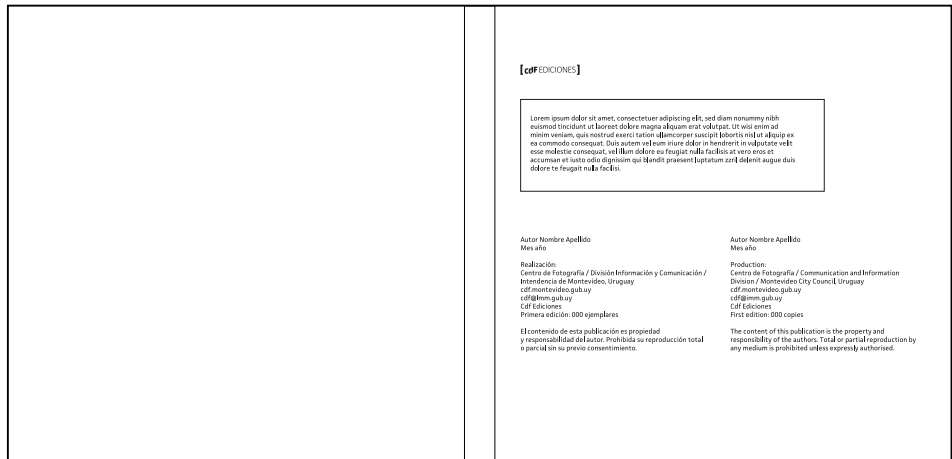 [cdF EDICIONES]
Lorem ipsum dolor sit amet, consectetuer adipiscing elit, sed diam nonummy nibh
euismod tincidunt ut laoreet dolore magna aliquam erat volutpat. Ut wisi enim ad
minim veniam, quis nostrud exerci tation ullamcorper suscipit lobortis nisl ut aliquip ex
ea commodo consequat. Duis autem vel eum iriure dolor in hendrerit in vulputate velit
esse molestie consequat, vel illum dolore eu feugiat nulla facilisis at vero eros et
accumsan et iusto odio dignissim qui blandit praesent luptatum zzril delenit augue duis
dolore te feugait nulla facilisi.
Autor Nombre Apellido
Mes año
Realización:
Centro de Fotografía / División Información y Comunicación /
Intendencia de Montevideo, Uruguay
cdf.montevideo.gub.uy
cdf@imm.gub.uy
Cdf Ediciones
Primera edición: 000 ejemplares
El contenido de esta publicación es propiedad
y responsabilidad del autor. Prohibida su reproducción total
o parcial sin su previo consentimiento.
Autor Nombre Apellido
Mes año
Production:
Centro de Fotografía / Communication and Information
Division / Montevideo City Council, Uruguay
cdf.montevideo.gub.uy
cdf@imm.gub.uy
Cdf Ediciones
First edition: 000 copies
The content of this publication is the property and
responsibility of the authors. Total or partial reproduction by
any medium is prohibited unless expressly authorised.